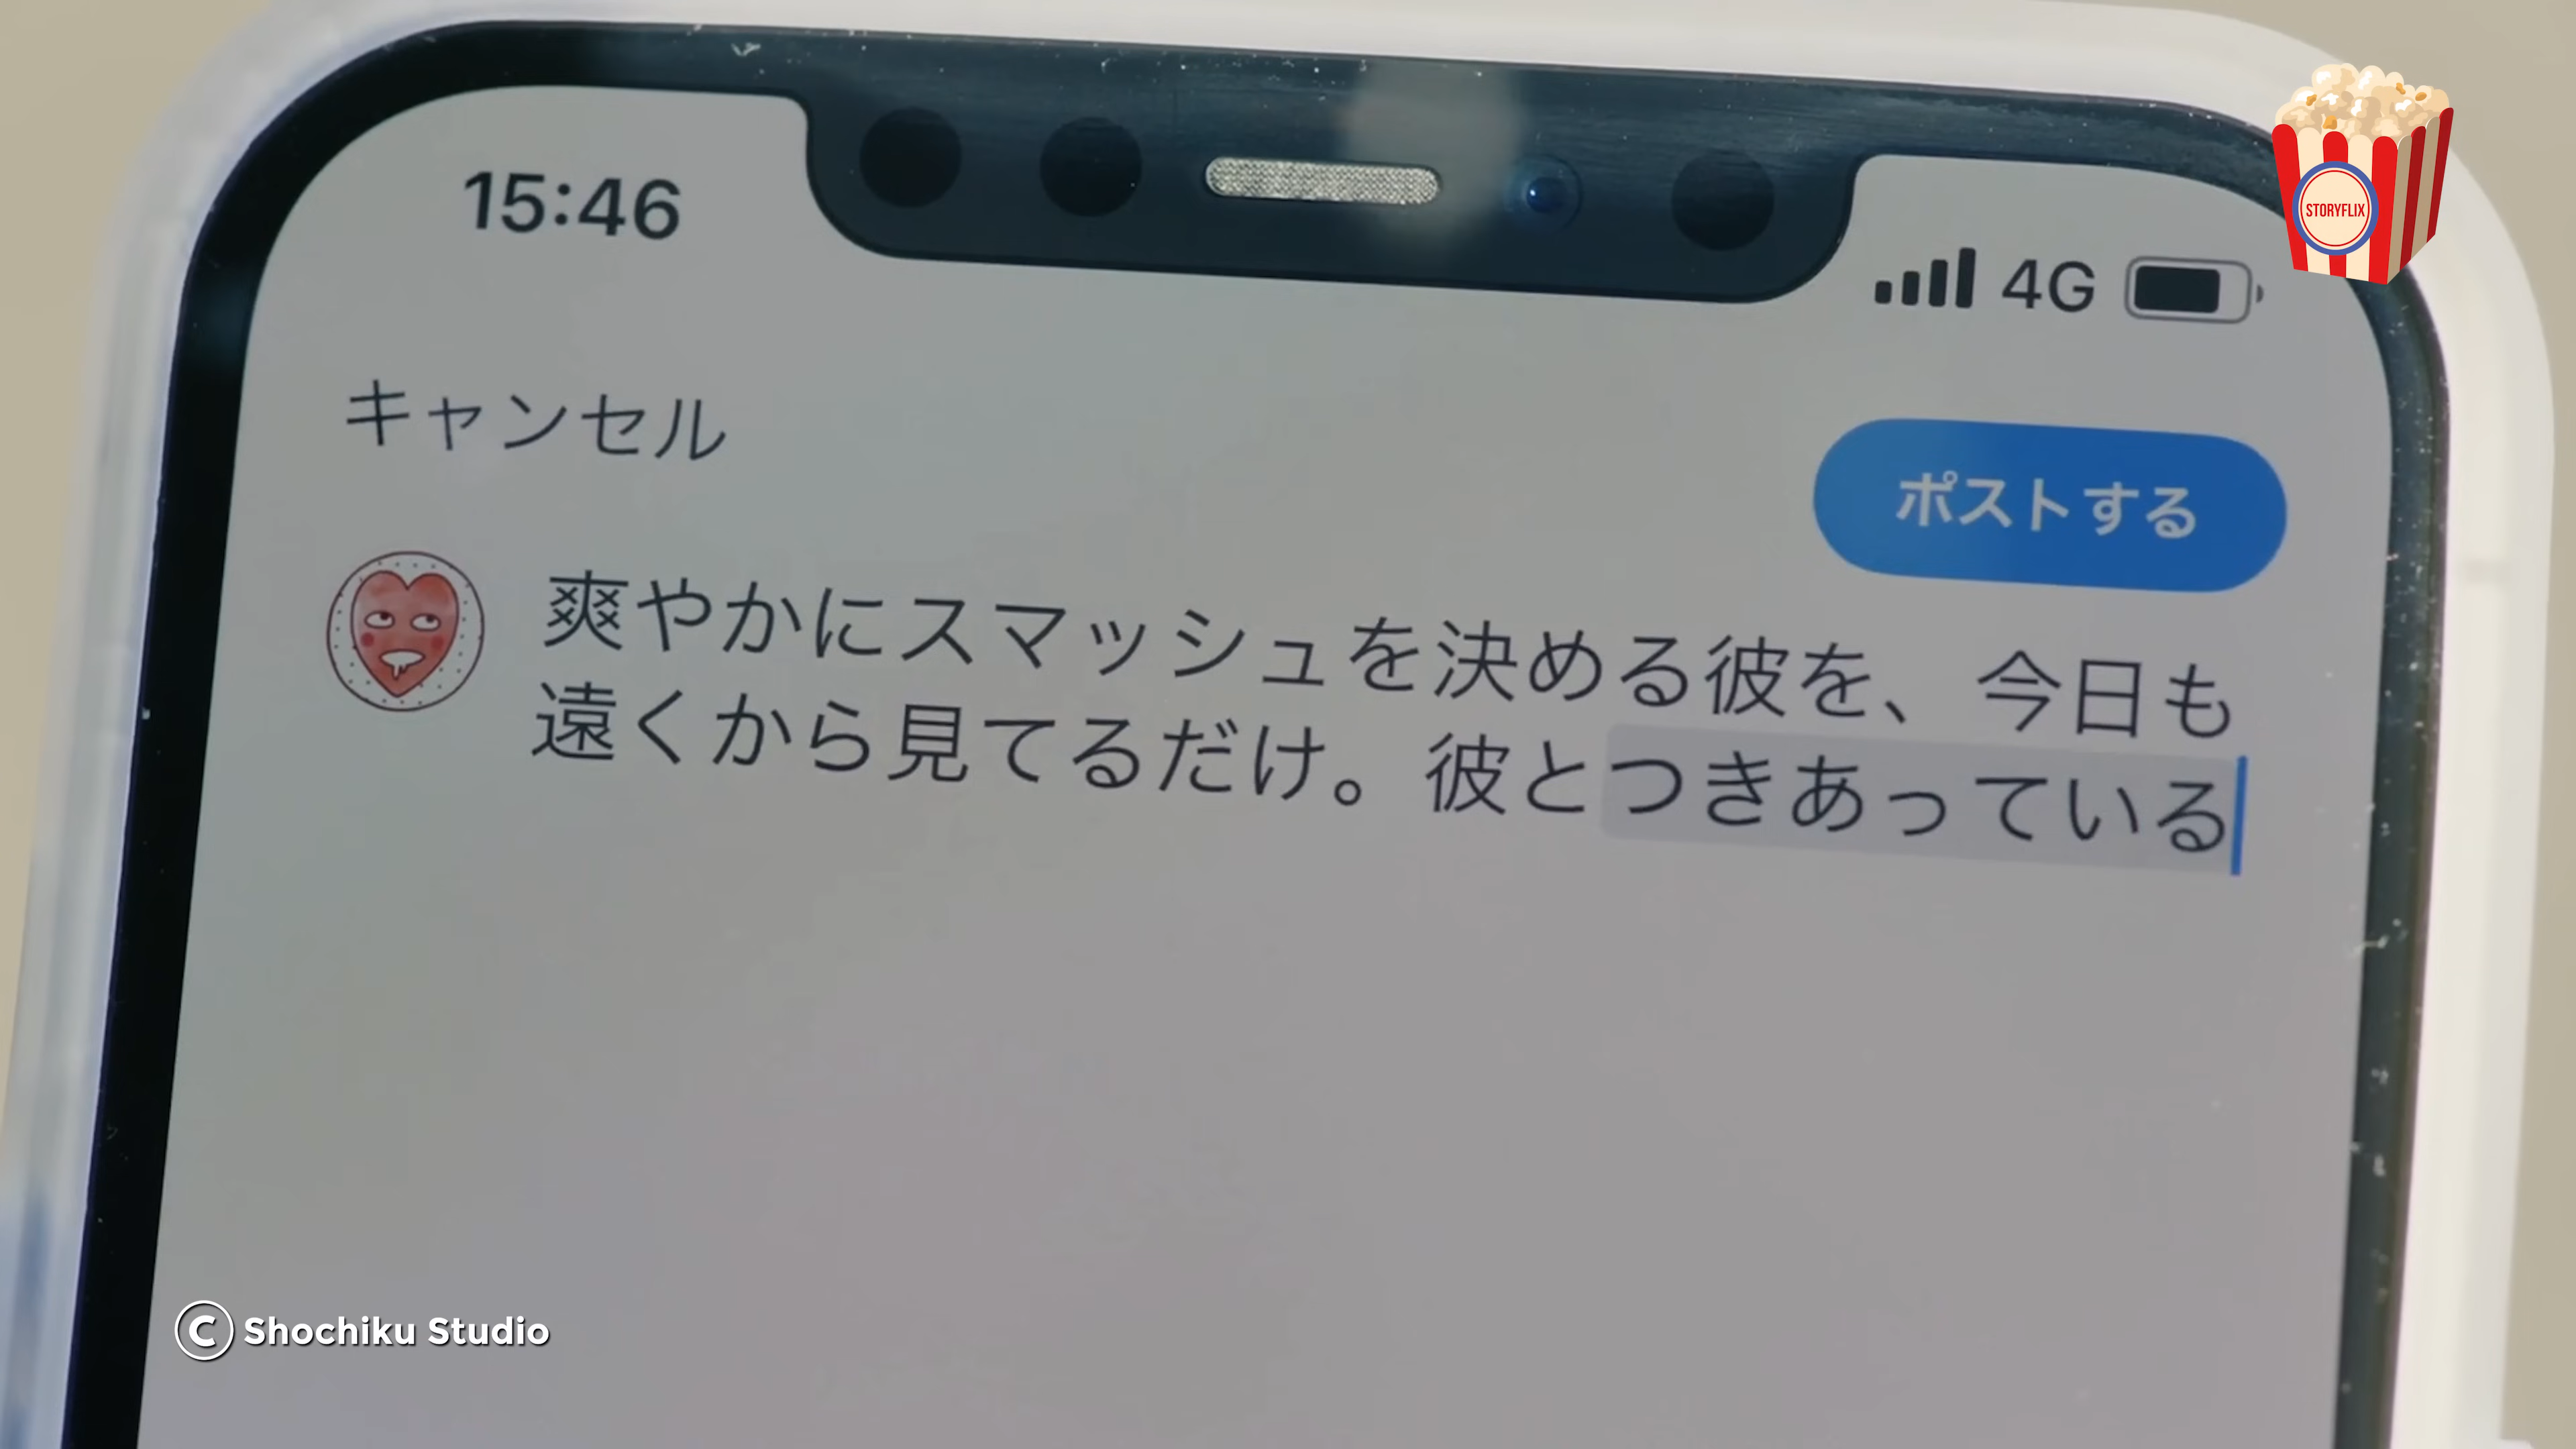 15:46
4G
STORYFLIX
キャンセル
ポストする
爽やかにスマッシュを決める彼を、今日も
遠くから見てるだけ。彼とつきあっている
© Shochiku Studio